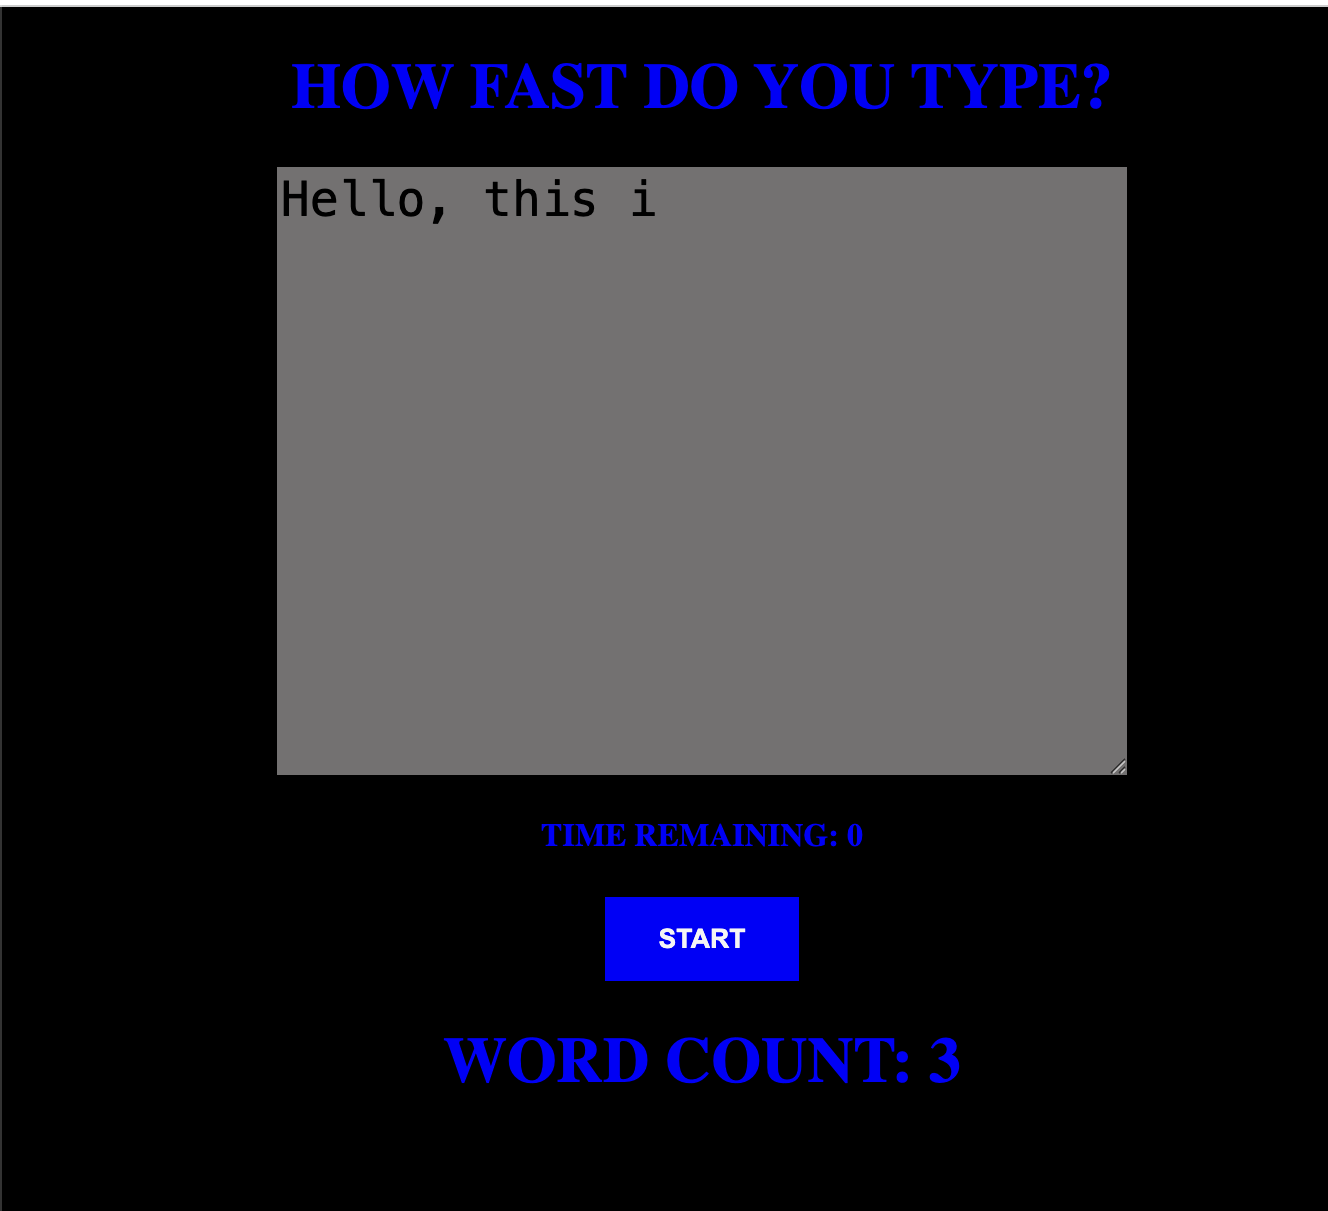 HOW FAST DO YOU TYPE?
Hello, this i
TIME REMAINING: 0
START
WORD COUNT: 3